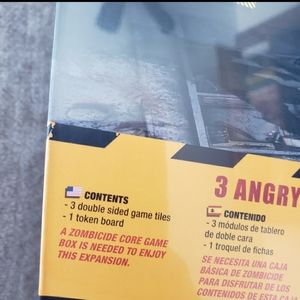 CONTENTS
- 3 double sided game tiles
- 1 token board
A ZOMBICIDE CORE GAME
BOX IS NEEDED TO ENJOY
THIS EXPANSION.
3 ANGRY
CONTENIDO
- 3 módulos de tablero
de doble cara
- 1 troquel de fichas
SE NECESITA UNA CAJA
BÁSICA DE ZOMBICIDE
PARA DISFRUTAR DE LOS
CONTENIDOS DE ESTA CAJA